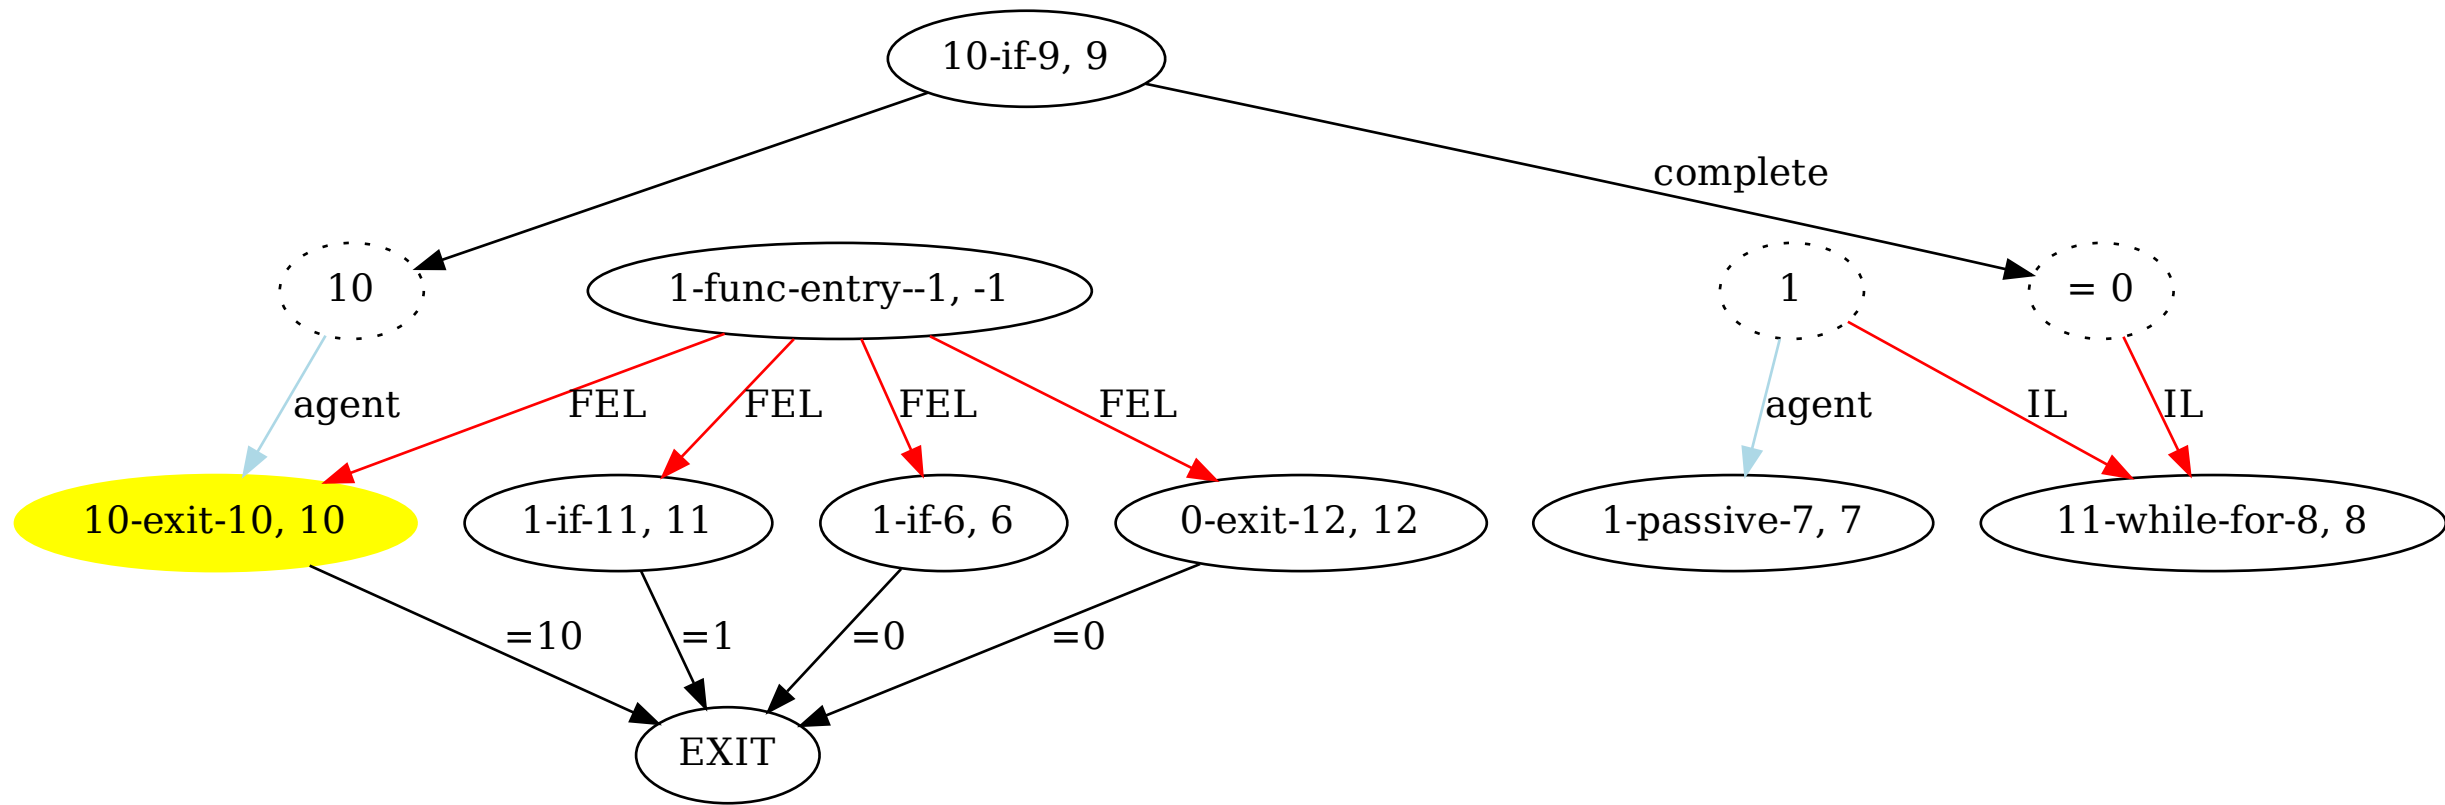 10-if-9, 9
complete
10
1-func-entry--1, -1
1
= 0
agent
FEL
FEL
FEL
FEL
agent
IL
IL
10-exit-10, 10
1-if-11, 11
1-if-6, 6
0-exit-12, 12
1-passive-7, 7
11-while-for-8, 8
=10
=1
=0
=0
EXIT